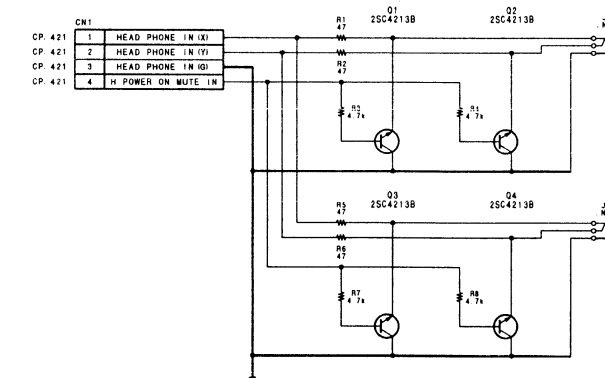 CN1
CP. 421 1 HEAD PHONE IN (X)
CP. 421 2 HEAD PHONE IN (Y)
CP. 421 3 HEAD PHONE IN (G)
CP. 421 4 H POWER ON MUTE IN
R1
47
Q1
2SC4213B
Q2
2SC4213B
R2
47
R3
4.7k
R4
4.7k
R5
47
Q3
2SC4213B
Q4
2SC4213B
R6
47
R7
4.7k
R8
4.7k
J
N